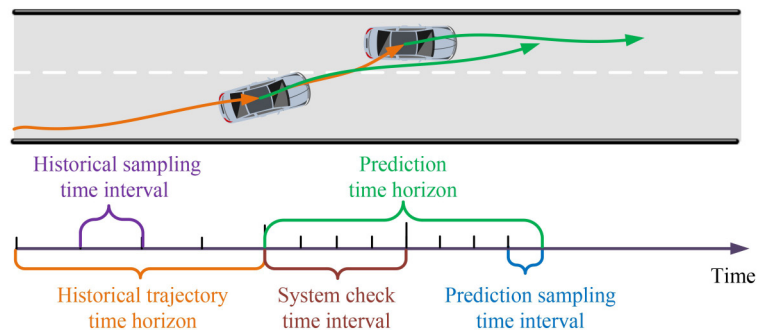 Historical sampling
time interval
Prediction
time horizon
Time
Historical trajectory
time horizon
System check
time interval
Prediction sampling
time interval